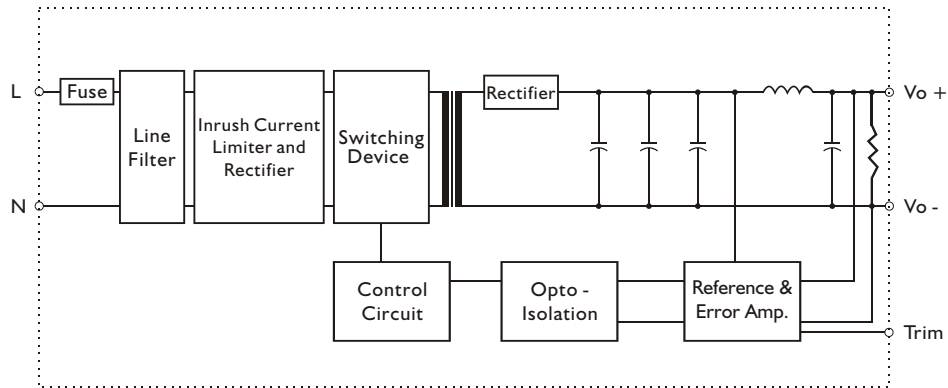 L
Fuse
Line
Filter
Inrush Current
Limiter and
Rectifier
Switching
Device
Rectifier
Vo +
N
Vo -
Control
Circuit
Opto -
Isolation
Reference &
Error Amp.
Trim